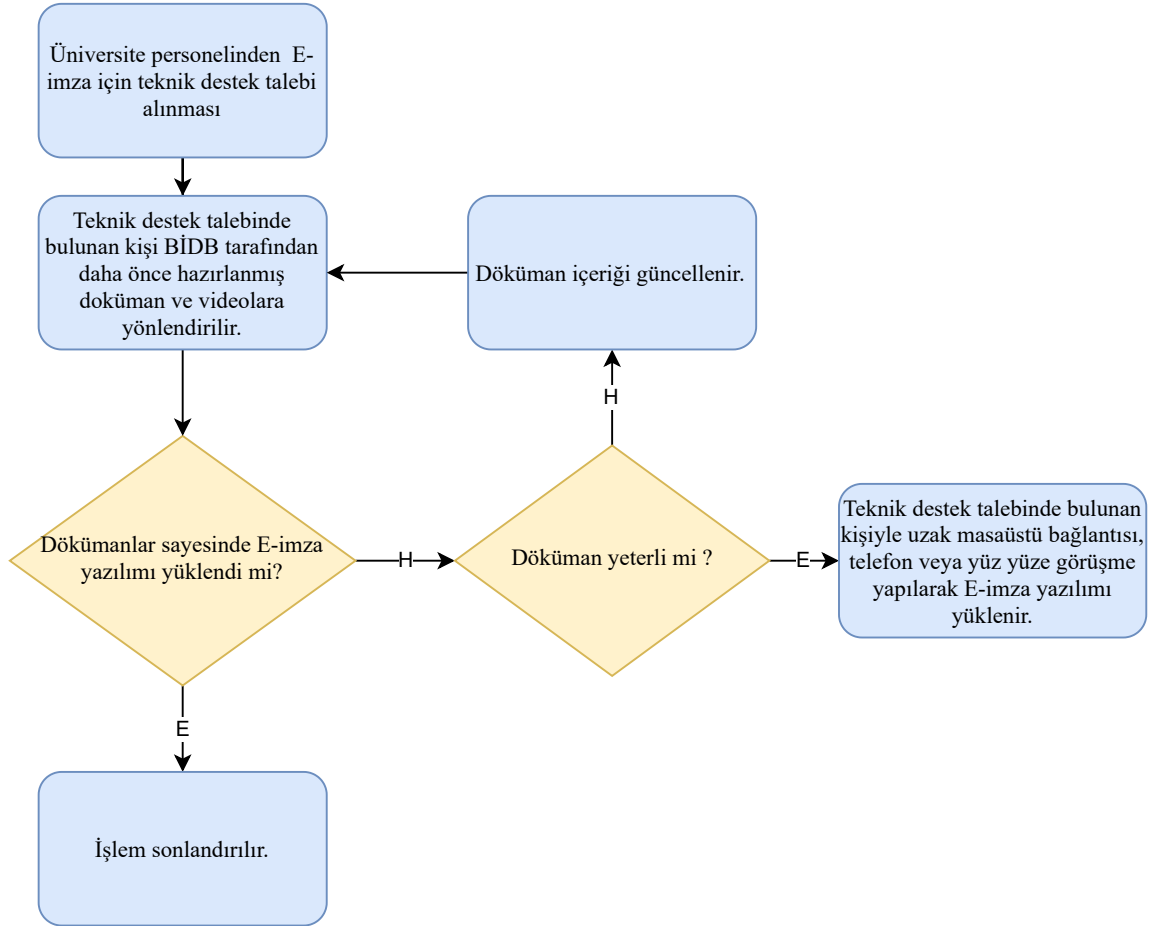 Üniversite personelinden  E-
imza için teknik destek talebi
alınması
Teknik destek talebinde
bulunan kişi BİDB tarafından
daha önce hazırlanmış
doküman ve videolara
yönlendirilir.
Döküman içeriği güncellenir.
H
Dökümanlar sayesinde E-imza
yazılımı yüklendi mi?
H
Döküman yeterli mi ?
E
Teknik destek talebinde bulunan
kişiyle uzak masaüstü bağlantısı,
telefon veya yüz yüze görüşme
yapılarak E-imza yazılımı
yüklenir.
E
İşlem sonlandırılır.